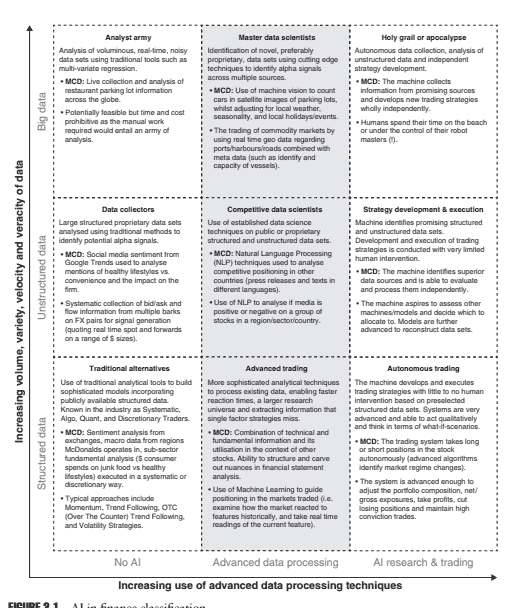 Analyst army
Analysis of voluminous, real-time, noisy
data sets using traditional tools such as
multi-variate regression.
• MCD: Live collection and analysis of
restaurant parking lot information
across the globe.
• Potentially feasible but time and cost
prohibitive as the manual work
required would entail an army of
analysis.
Master data scientists
Identification of novel, preferably
proprietary, data sets using cutting edge
techniques to identify alpha signals
across multiple sources.
• MCD: Use of machine vision to count
cars in satellite images of parking lots,
whilst adjusting for local weather,
seasonality, and local holidays/events.
• The trading of commodity markets by
using real time geo data regarding
ports/harbours/roads combined with
meta data (such as identify and
capacity of vessels).
Holy grail or apocalypse
Autonomous data collection, analysis of
unstructured data and independent
strategy development.
• MCD: The machine collects
information from promising sources
and develops new trading strategies
wholly independently.
• Humans spend their time on the beach
or under the control of their robot
masters (!).
Big data
Data collectors
Large structured proprietary data sets
analysed using traditional methods to
identify potential alpha signals.
• MCD: Social media sentiment from
Google Trends used to analyse
mentions of healthy lifestyles vs.
convenience and the impact on the
firm.
• Systematic collection of bid/ask and
flow information from multiple banks
on FX pairs for signal generation
(quoting real time spot and forwards
on a range of $ sizes).
Competitive data scientists
Use of established data science
techniques on public or proprietary
structured and unstructured data sets.
• MCD: Natural Language Processing
(NLP) techniques used to analyse
competitive positioning in other
countries (press releases and texts in
different languages).
• Use of NLP to analyse if media is
positive or negative on a group of
stocks in a region/sector/country.
Strategy development & execution
Machine identifies promising structured
and unstructured data sets.
Development and execution of trading
strategies is conducted with very limited
human intervention.
• The machine identifies superior
data sources and is able to evaluate
and process them independently.
• The machine aspires to assess other
machines/models and decide which to
allocate to. Models are further
advanced to reconstruct data sets.
Unstructured data
Traditional alternatives
Use of traditional analytical tools to build
sophisticated models incorporating
publicly available structured data.
Known in the industry as Systematic,
Algo, Quant, and Discretionary Traders.
• MCD: Sentiment analysis from
exchanges, macro data from regions
McDonalds operates in, sub-sector
fundamental analysis ($ consumer
spends on junk food vs healthy
lifestyles) executed in a systematic or
discretionary way.
• Typical approaches include
Momentum, Trend Following, OTC
(Over The Counter) Trend Following,
and Volatility Strategies.
Advanced trading
More sophisticated analytical techniques
to process existing data, enabling faster
reaction times, a larger research
universe and extracting information that
single factor strategies miss.
• MCD: Combination of technical and
fundamental information and its
utilisation in the context of other
stocks. Ability to structure and carve
out nuances in financial statement
analysis.
• Use of Machine Learning to guide
positioning in the markets traded (i.e.
examine how the market reacted to
features historically, and take real time
readings of the current feature).
Autonomous trading
The machine develops and executes
trading strategies with little to no human
intervention based on preselected
structured data sets. Systems are very
advanced and able to act qualitatively
and think in terms of what-if-scenarios.
• MCD: The trading system takes long
or short positions in the stock
autonomously (advanced algorithms
identify market regime changes).
• The system is advanced enough to
adjust the portfolio composition, net/
gross exposures, take profits, cut
losing positions and maintain high
conviction trades.
Structured data
Increasing volume, variety, velocity and veracity of data
No AI
Advanced data processing
AI research & trading
Increasing use of advanced data processing techniques
FIGURE 2.1 AI in finance classification